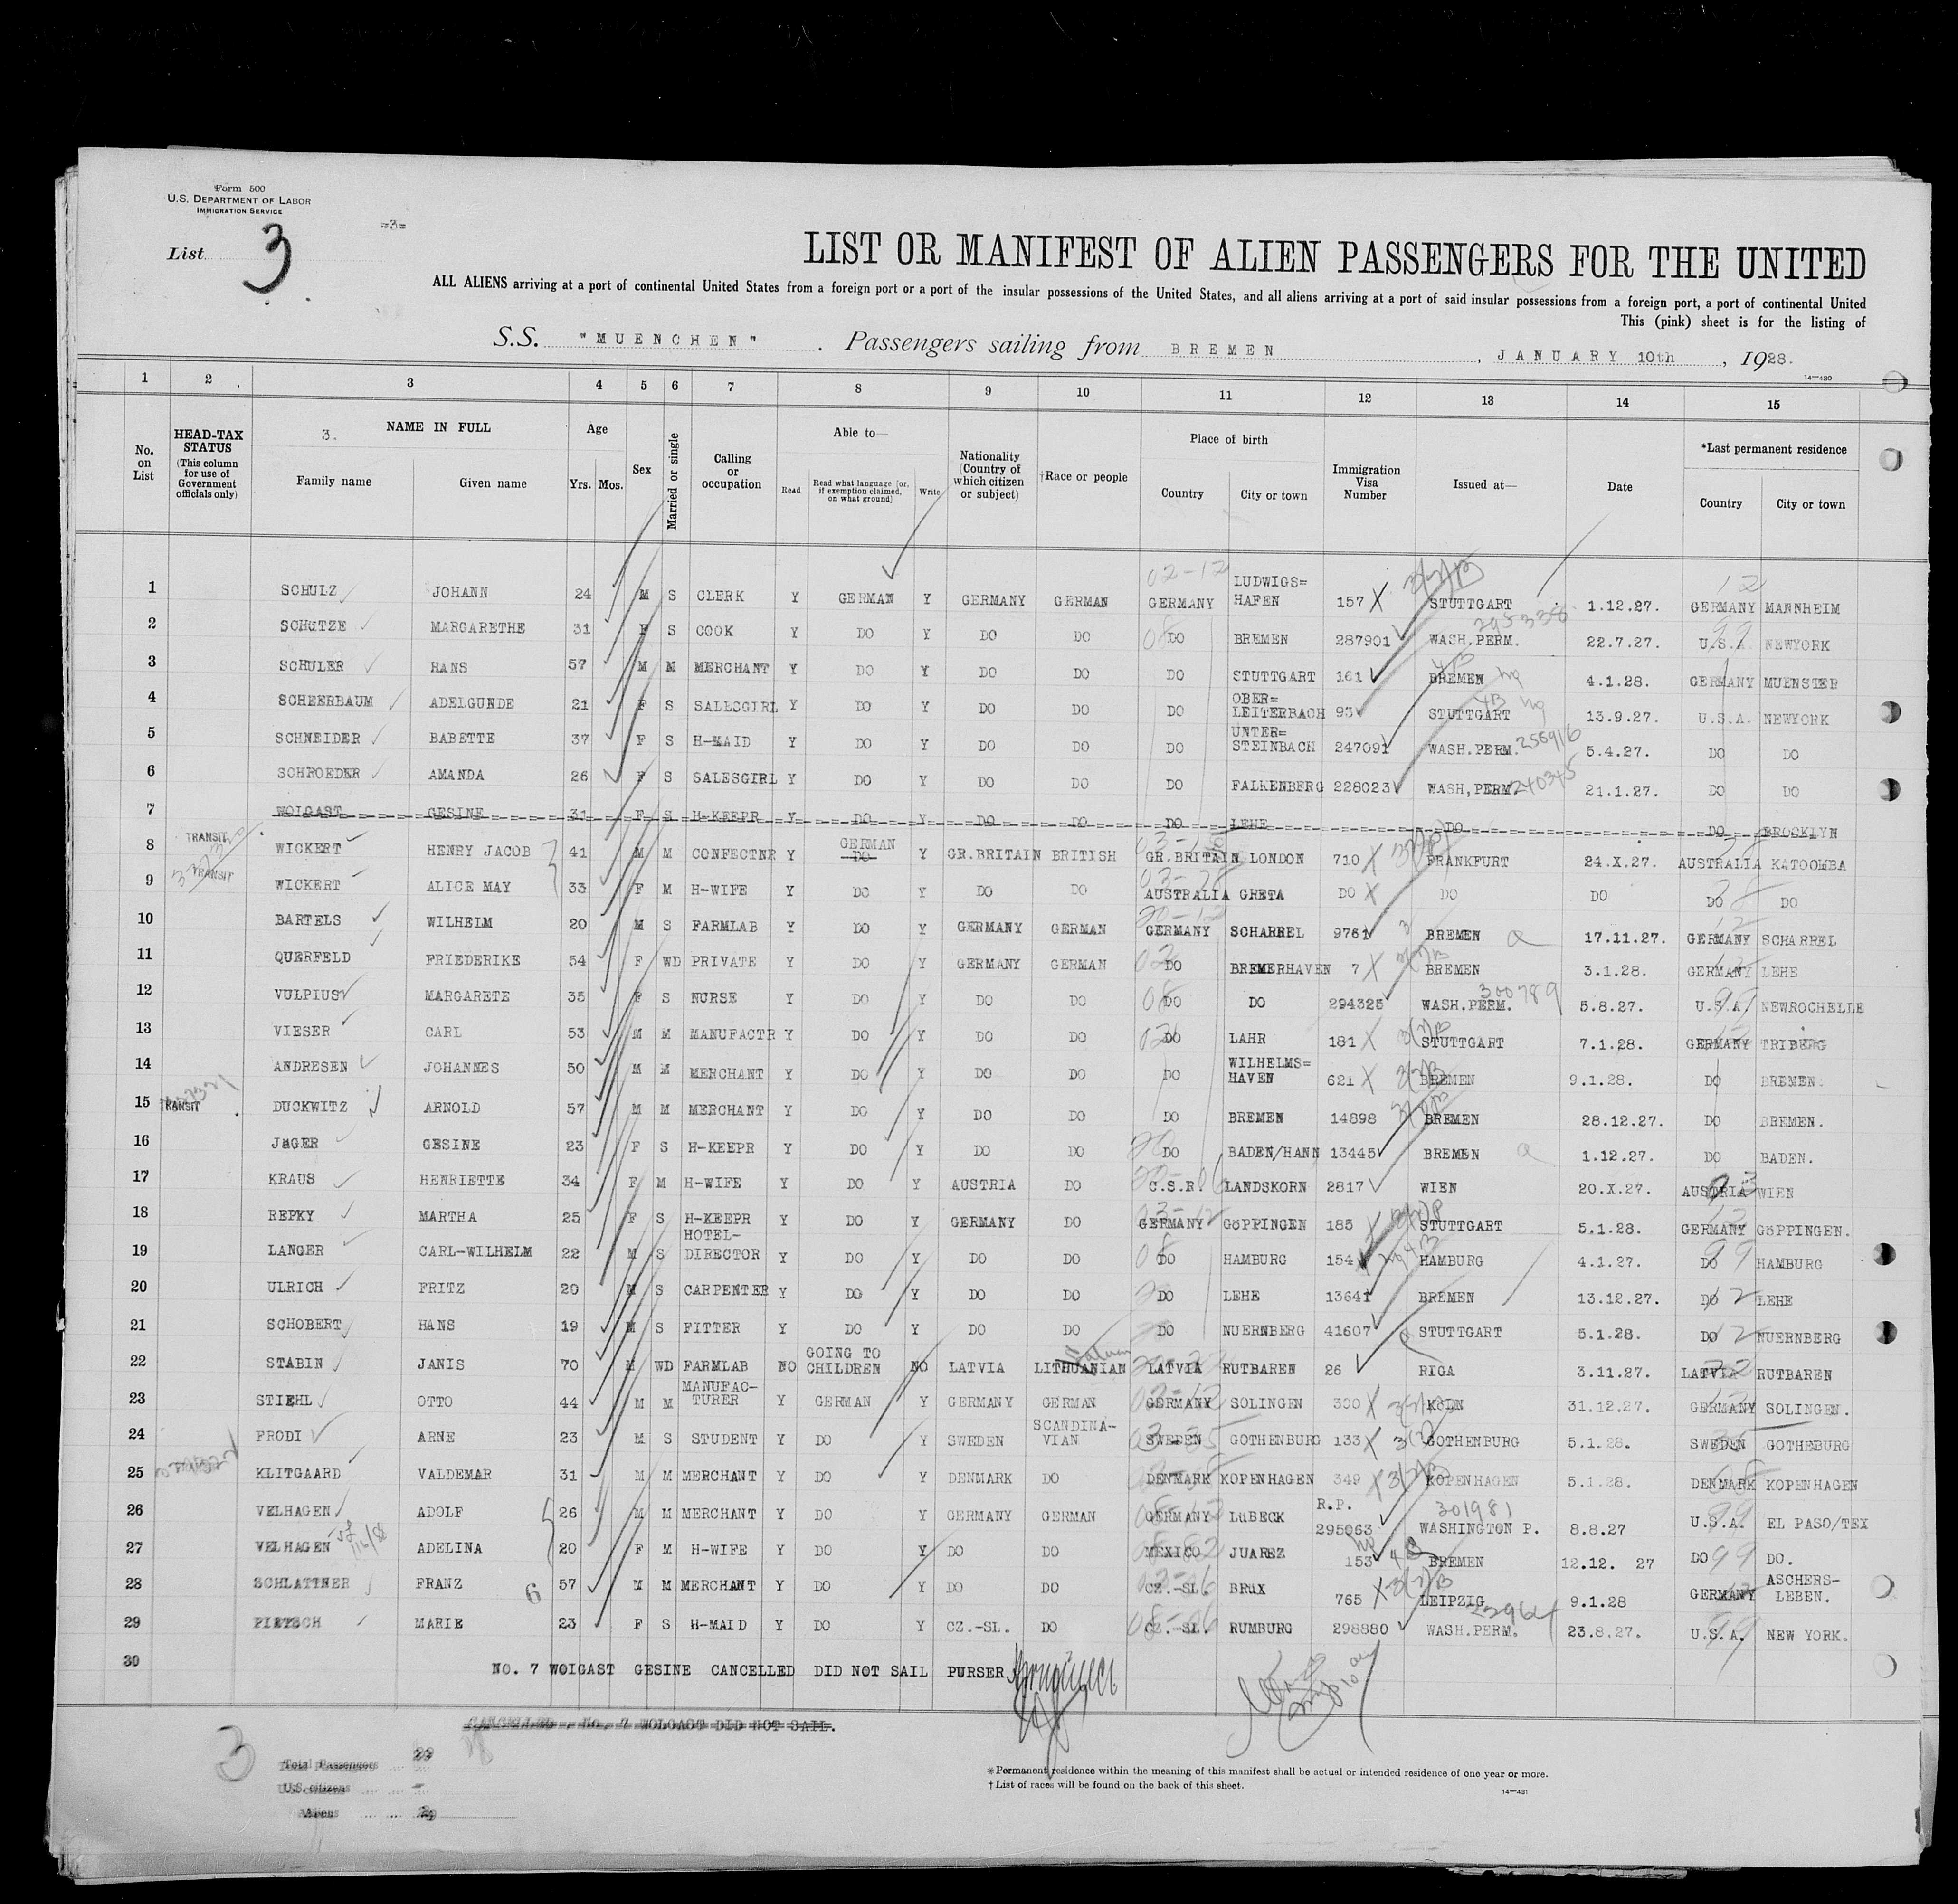 Form 500
U.S. DEPARTMENT OF LABOR
IMMIGRATION SERVICE
=3=
List 3
LIST OR MANIFEST OF ALIEN PASSENGERS FOR THE UNITED
ALL ALIENS arriving at a port of continental United States from a foreign port or a port of the insular possessions of the United States, and all aliens arriving at a port of said insular possessions from a foreign port, a port of continental United
This (pink) sheet is for the listing of
S.S. "MUENCHEN" . Passengers sailing from BREMEN , JANUARY 10th , 1928.
14—430
1 2 3 4 5 6 7 8 9 10 11 12 13 14 15
No. on List HEAD-TAX STATUS (This column for use of Government officials only) 3. NAME IN FULL Family name Given name Age Yrs. Mos. Sex Married or single Calling or occupation Able to— Read Read what language [or, if exemption claimed, on what ground] Write Nationality (Country of which citizen or subject) †Race or people Place of birth Country City or town Immigration Visa Number Issued at— Date *Last permanent residence Country City or town
1 SCHULZ JOHANN 24 M S CLERK Y GERMAN Y GERMANY GERMAN 02-12 GERMANY LUDWIGS= HAFEN 157 X STUTTGART 1.12.27. 12 GERMANY MANNHEIM
2 SCHüTZE MARGARETHE 31 F S COOK Y DO Y DO DO DO BREMEN 287901 WASH.PERM. 295338 22.7.27. U.S.A. NEWYORK
3 SCHULER HANS 57 M M MERCHANT Y DO Y DO DO DO STUTTGART 161 BREMEN 4.1.28. GERMANY MUENSTER
4 SCHEERBAUM ADELGUNDE 21 F S SALESGIRL Y DO Y DO DO DO OBER= LEITERBACH 93 STUTTGART 13.9.27. U.S.A. NEWYORK
5 SCHNEIDER BABETTE 37 F S H-MAID Y DO Y DO DO DO UNTER= STEINBACH 247091 WASH.PERM. 256916 5.4.27. DO DO
6 SCHROEDER AMANDA 26 F S SALESGIRL Y DO Y DO DO DO FALKENBERG 228023 WASH,PERM. 240345 21.1.27. DO DO
7 WOIGAST GESINE 31 F S H-KEEPR Y DO Y DO DO DO LEHE DO DO BROOKLYN
8 TRANSIT WICKERT HENRY JACOB 41 M M CONFECTNR Y GERMAN DO Y GR.BRITAIN BRITISH GR.BRITAIN LONDON 710 X FRANKFURT 24.X.27. AUSTRALIA KATOOMBA
9 TRANSIT WICKERT ALICE MAY 33 F M H-WIFE Y DO Y DO DO AUSTRALIA GRETA DO X DO DO DO DO
10 BARTELS WILHELM 20 M S FARMLAB Y DO Y GERMANY GERMAN GERMANY SCHARREL 9761 BREMEN 17.11.27. GERMANY SCHARREL
11 QUERFELD FRIEDERIKE 54 F WD PRIVATE Y DO Y GERMANY GERMAN DO BREMERHAVEN 7 X BREMEN 3.1.28. GERMANY LEHE
12 VULPIUS MARGARETE 35 F S NURSE Y DO Y DO DO DO DO 294325 WASH.PERM. 300789 5.8.27. U.S.A. NEWROCHELLE
13 VIESER CARL 53 M M MANUFACTR Y DO Y DO DO DO LAHR 181 X STUTTGART 7.1.28. GERMANY TRIBERG
14 ANDRESEN JOHANNES 50 M M MERCHANT Y DO Y DO DO DO WILHELMS= HAVEN 621 X BREMEN 9.1.28. DO BREMEN.
15 TRANSIT DUCKWITZ ARNOLD 57 M M MERCHANT Y DO Y DO DO DO BREMEN 14898 BREMEN 28.12.27. DO BREMEN.
16 JäGER GESINE 23 F S H-KEEPR Y DO Y DO DO DO BADEN/HANN 13445 BREMEN 1.12.27. DO BADEN.
17 KRAUS HENRIETTE 34 F M H-WIFE Y DO Y AUSTRIA DO C.S.R. LANDSKORN 2817 WIEN 20.X.27. AUSTRIA WIEN
18 REPKY MARTHA 25 F S H-KEEPR Y DO Y GERMANY DO GERMANY GöPPINGEN 185 X STUTTGART 5.1.28. GERMANY GöPPINGEN.
19 LANGER CARL-WILHELM 22 M S HOTEL- DIRECTOR Y DO Y DO DO DO HAMBURG 154 HAMBURG 4.1.27. DO HAMBURG
20 ULRICH FRITZ 20 M S CARPENTER Y DO Y DO DO DO LEHE 13641 BREMEN 13.12.27. DO LEHE
21 SCHOBERT HANS 19 M S FITTER Y DO Y DO DO DO NUERNBERG 41607 STUTTGART 5.1.28. DO NUERNBERG
22 STABIN JANIS 70 M WD FARMLAB NO GOING TO CHILDREN NO LATVIA LITHUANIAN LATVIA RUTBAREN 26 RIGA 3.11.27. LATVIA RUTBAREN
23 STIEHL OTTO 44 M M MANUFAC- TURER Y GERMAN Y GERMANY GERMAN GERMANY SOLINGEN 300 X KöLN 31.12.27. GERMANY SOLINGEN.
24 FRODI ARNE 23 M S STUDENT Y DO Y SWEDEN SCANDINA- VIAN SWEDEN GOTHENBURG 133 X GOTHENBURG 5.1.28. SWEDEN GOTHEBURG
25 KLITGAARD VALDEMAR 31 M M MERCHANT Y DO Y DENMARK DO DENMARK KOPENHAGEN 349 X KOPENHAGEN 5.1.28. DENMARK KOPENHAGEN
26 VELHAGEN ADOLF 26 M M MERCHANT Y DO Y GERMANY GERMAN GERMANY LüBECK R.P. 295063 301981 WASHINGTON P. 8.8.27 U.S.A. EL PASO/TEX
27 VELHAGEN ADELINA 20 F M H-WIFE Y DO Y DO DO MEXICO JUAREZ 153 BREMEN 12.12. 27 DO DO.
28 SCHLATTNER FRANZ 6 57 M M MERCHANT Y DO Y DO DO CZ.-SL. BRüX 765 X LEIPZIG 9.1.28 GERMANY ASCHERS- LEBEN.
29 PIETSCH MARIE 23 F S H-MAID Y DO Y CZ.-SL. DO CZ.-SL. RUMBURG 298880 WASH.PERM. 23.8.27. U.S.A. NEW YORK.
30 NO. 7 WOIGAST GESINE CANCELLED DID NOT SAIL PURSER
CANCELLED. No. 7 WOLGAST DID NOT SAIL.
3
Total Passengers 29
U.S. citizens -
Aliens 29
*Permanent residence within the meaning of this manifest shall be actual or intended residence of one year or more.
†List of races will be found on the back of this sheet.
14—431